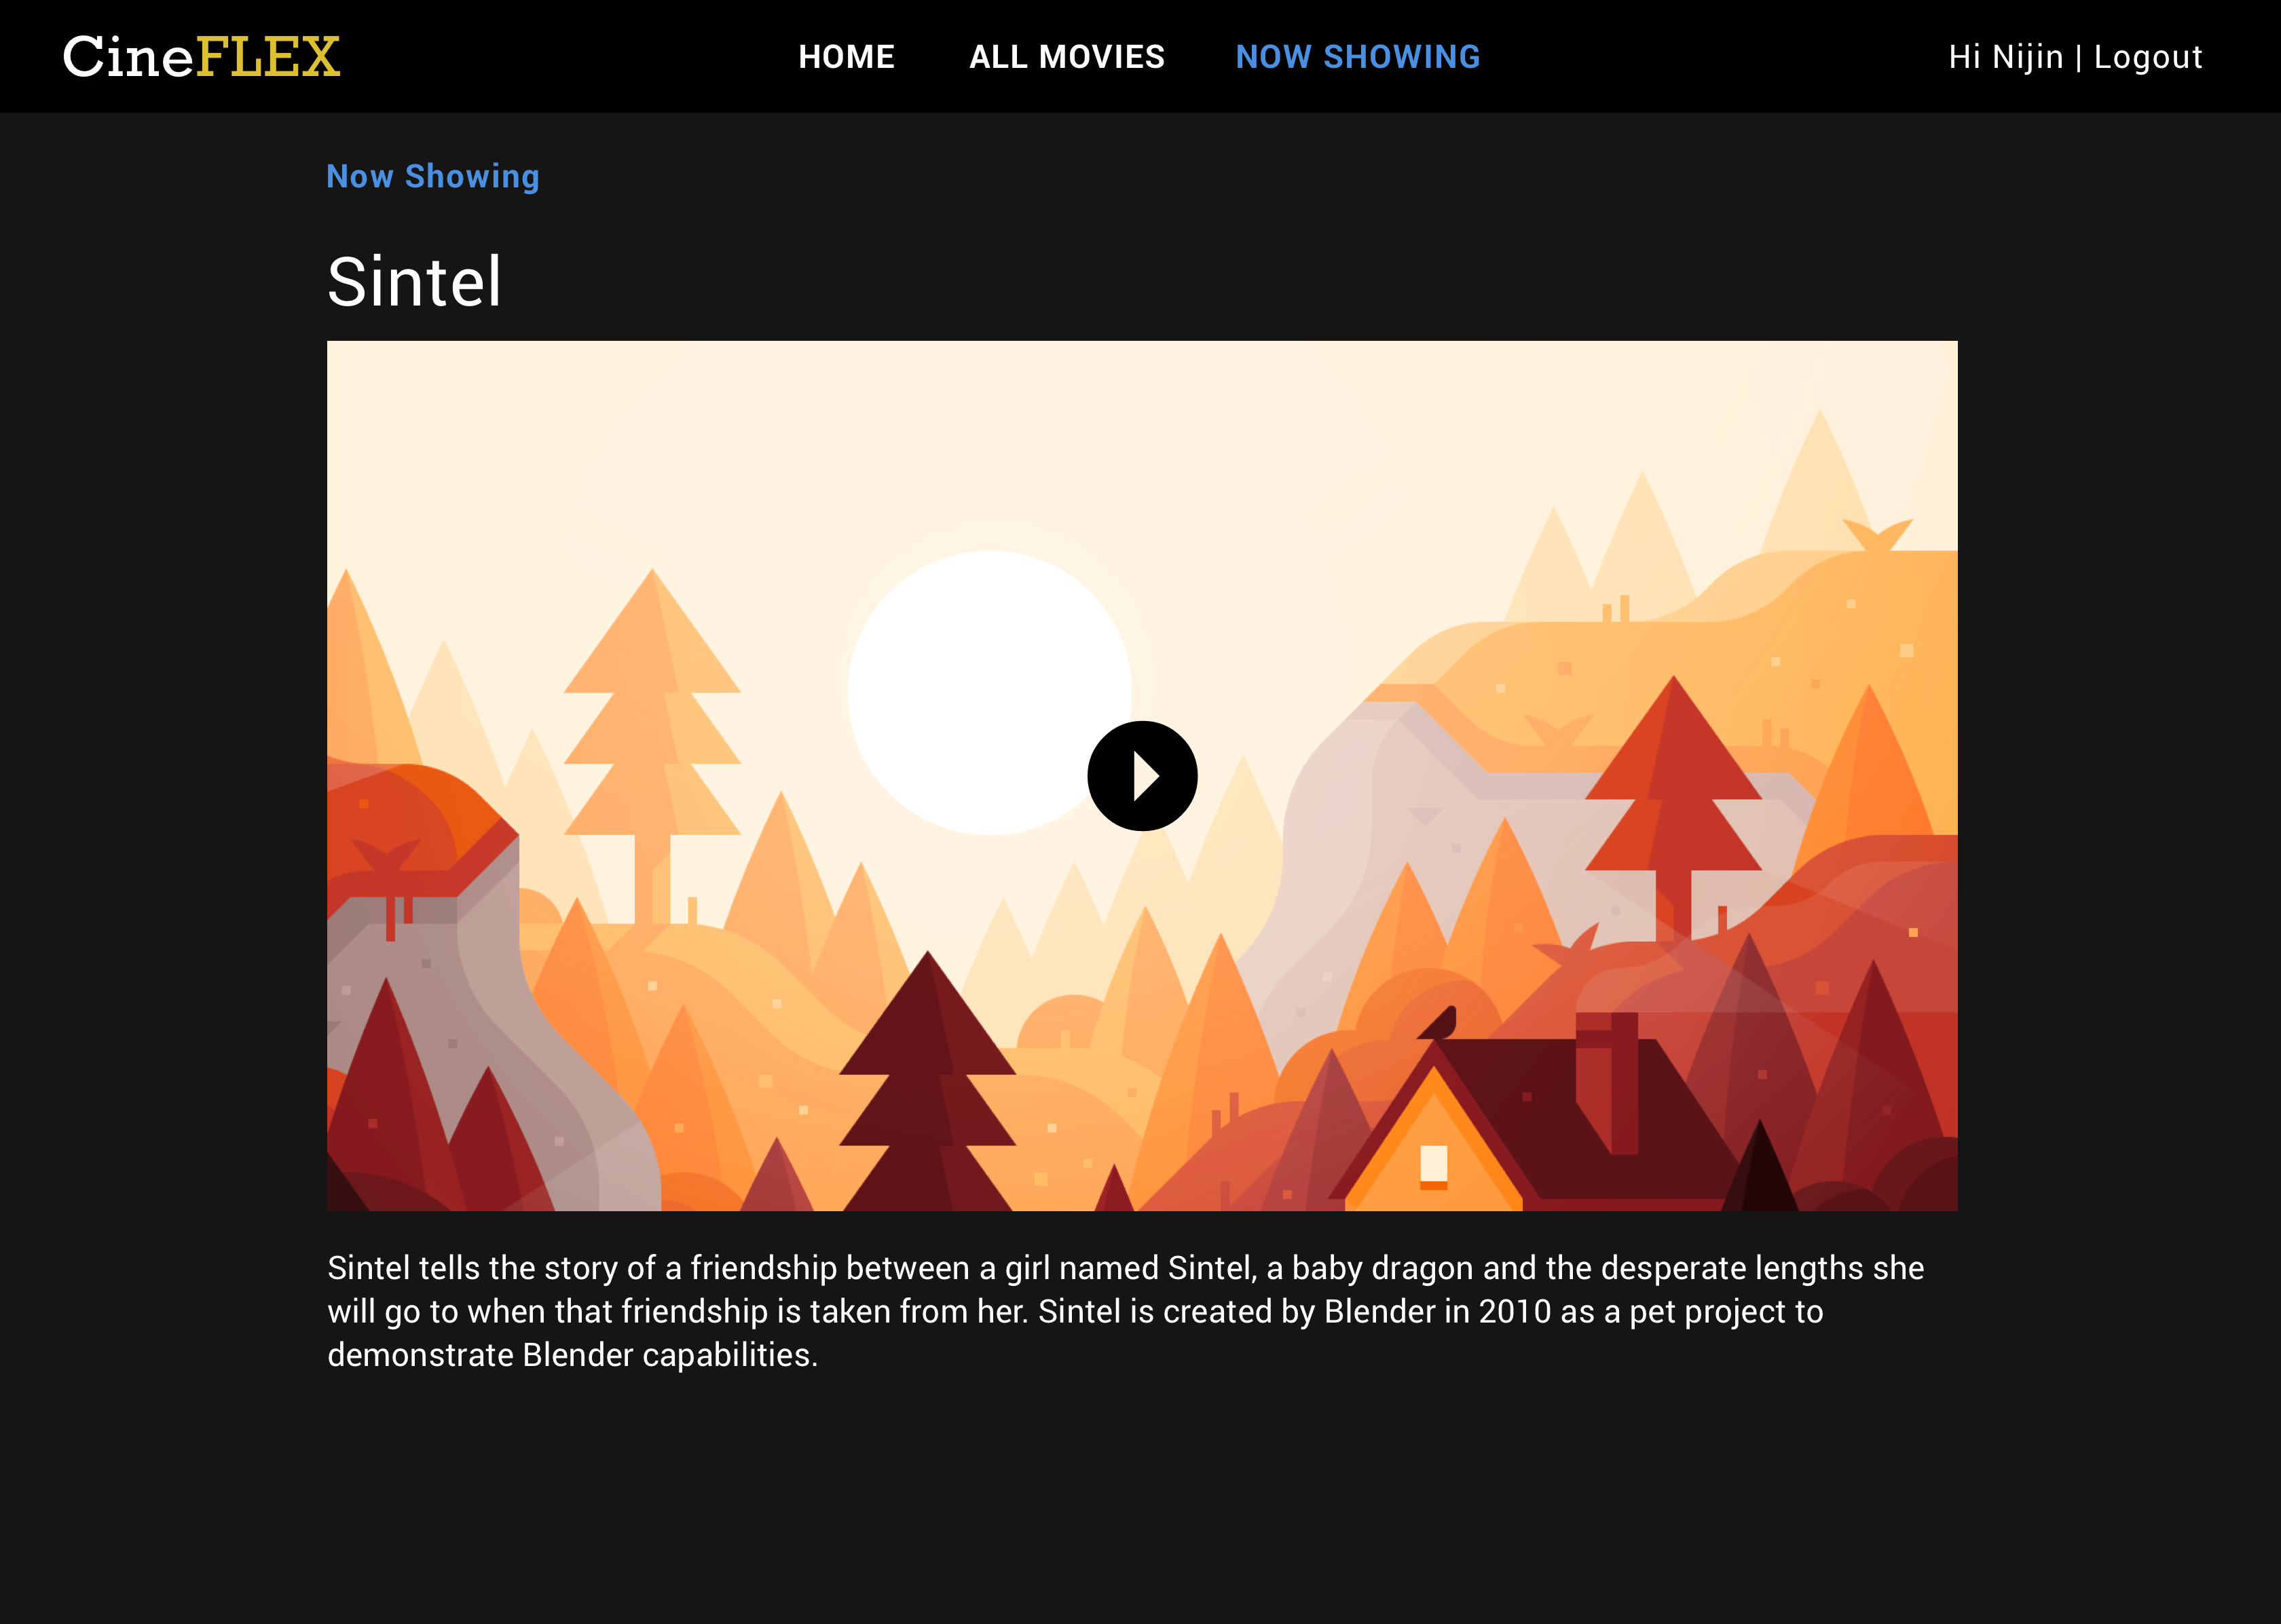 CineFLEX
HOME
ALL MOVIES
NOW SHOWING
Hi Nijin | Logout
Now Showing
Sintel
Sintel tells the story of a friendship between a girl named Sintel, a baby dragon and the desperate lengths she
will go to when that friendship is taken from her. Sintel is created by Blender in 2010 as a pet project to
demonstrate Blender capabilities.